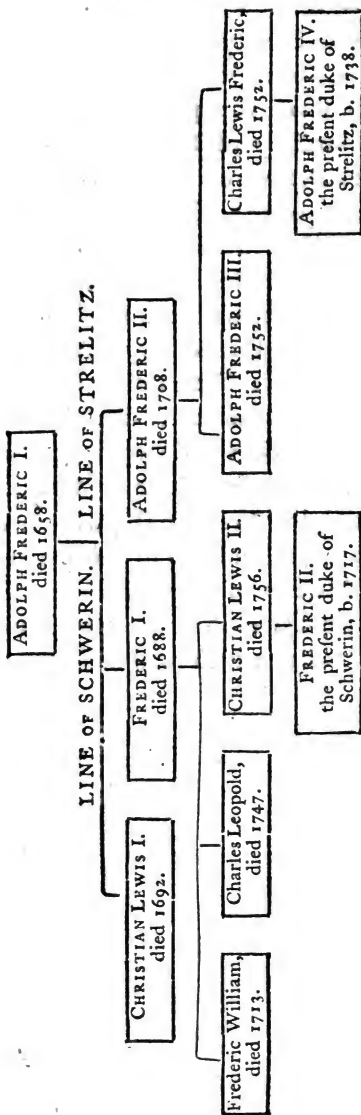 ADOLPH FREDERIC I.
died 1658.
LINE OF SCHWERIN. LINE OF STRELITZ.
CHRISTIAN LEWIS I.
died 1692.
FREDERIC I.
died 1688.
ADOLPH FREDERIC II.
died 1708.
Frederic William,
died 1713.
Charles Leopold,
died 1747.
CHRISTIAN LEWIS II.
died 1756.
ADOLPH FREDERIC III.
died 1752.
Charles Lewis Frederic,
died 1752.
FREDERIC II.
the preſent duke of
Schwerin, b. 1717.
ADOLPH FREDERIC IV.
the preſent duke of
Strelitz, b. 1738.